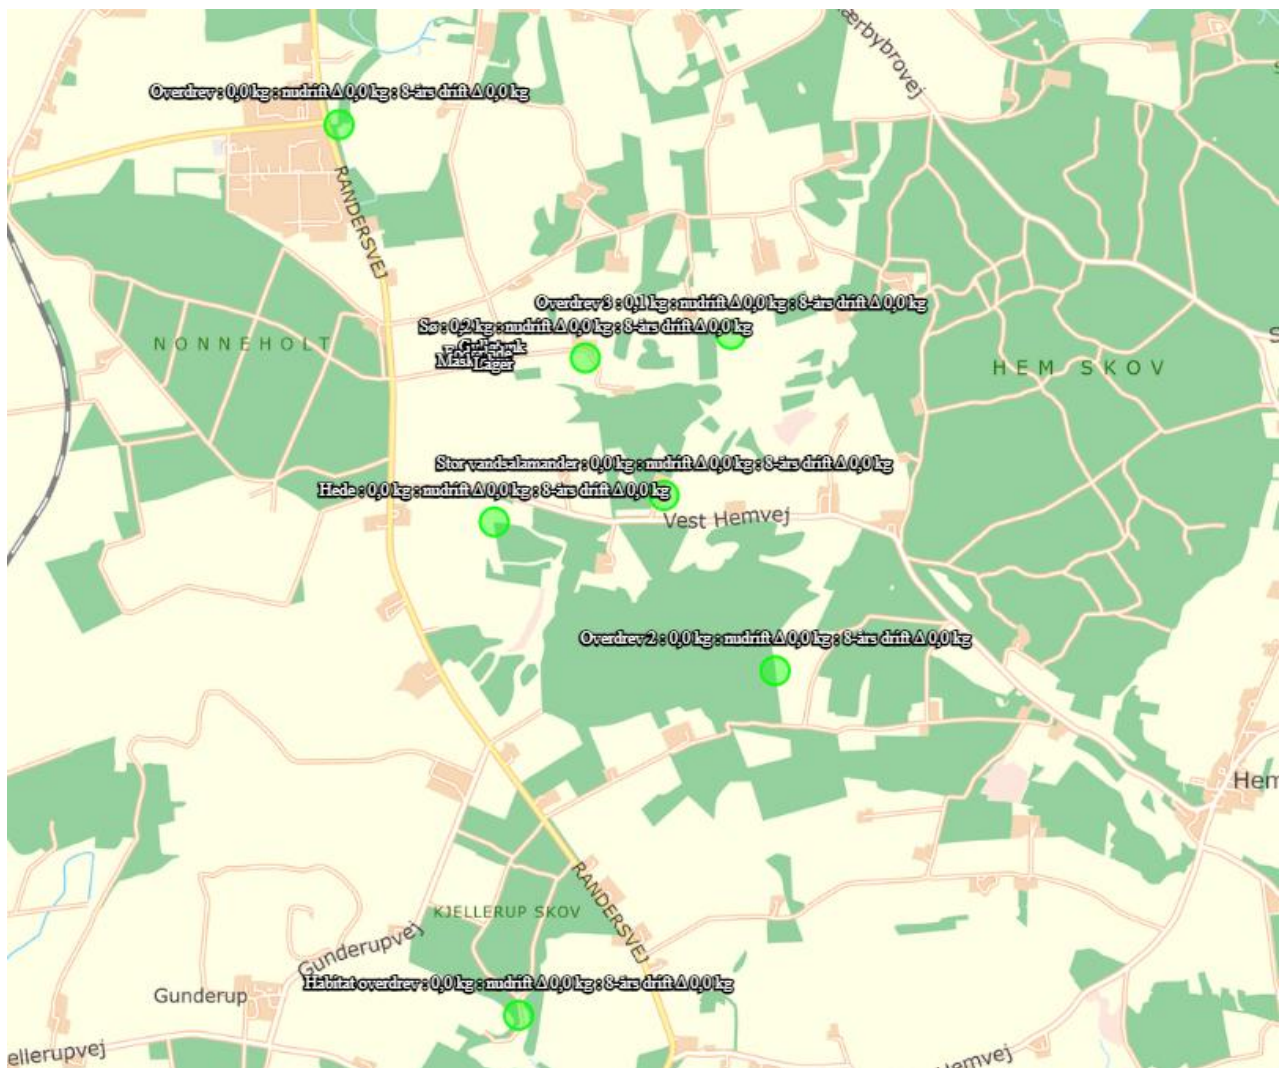 ærbybrovej
Overdrev : 0,0 kg : nudrift Δ 0,0 kg : 8-års drift Δ 0,0 kg
RANDERSVEJ
Overdrev 3 : 0,1 kg : nudrift Δ 0,0 kg : 8-års drift Δ 0,0 kg
Sø : 0,2 kg : nudrift Δ 0,0 kg : 8-års drift Δ 0,0 kg
NONNEHOLT
Lager
HEM SKOV
Stor vandsalamander : 0,0 kg : nudrift Δ 0,0 kg : 8-års drift Δ 0,0 kg
Hede : 0,0 kg : nudrift Δ 0,0 kg : 8-års drift Δ 0,0 kg
Vest Hemvej
Overdrev 2 : 0,0 kg : nudrift Δ 0,0 kg : 8-års drift Δ 0,0 kg
Hem
RANDERSVEJ
KJELLERUP SKOV
Gunderupvej
Habitat overdrev : 0,0 kg : nudrift Δ 0,0 kg : 8-års drift Δ 0,0 kg
Gunderup
ellerupvej
Hemvej